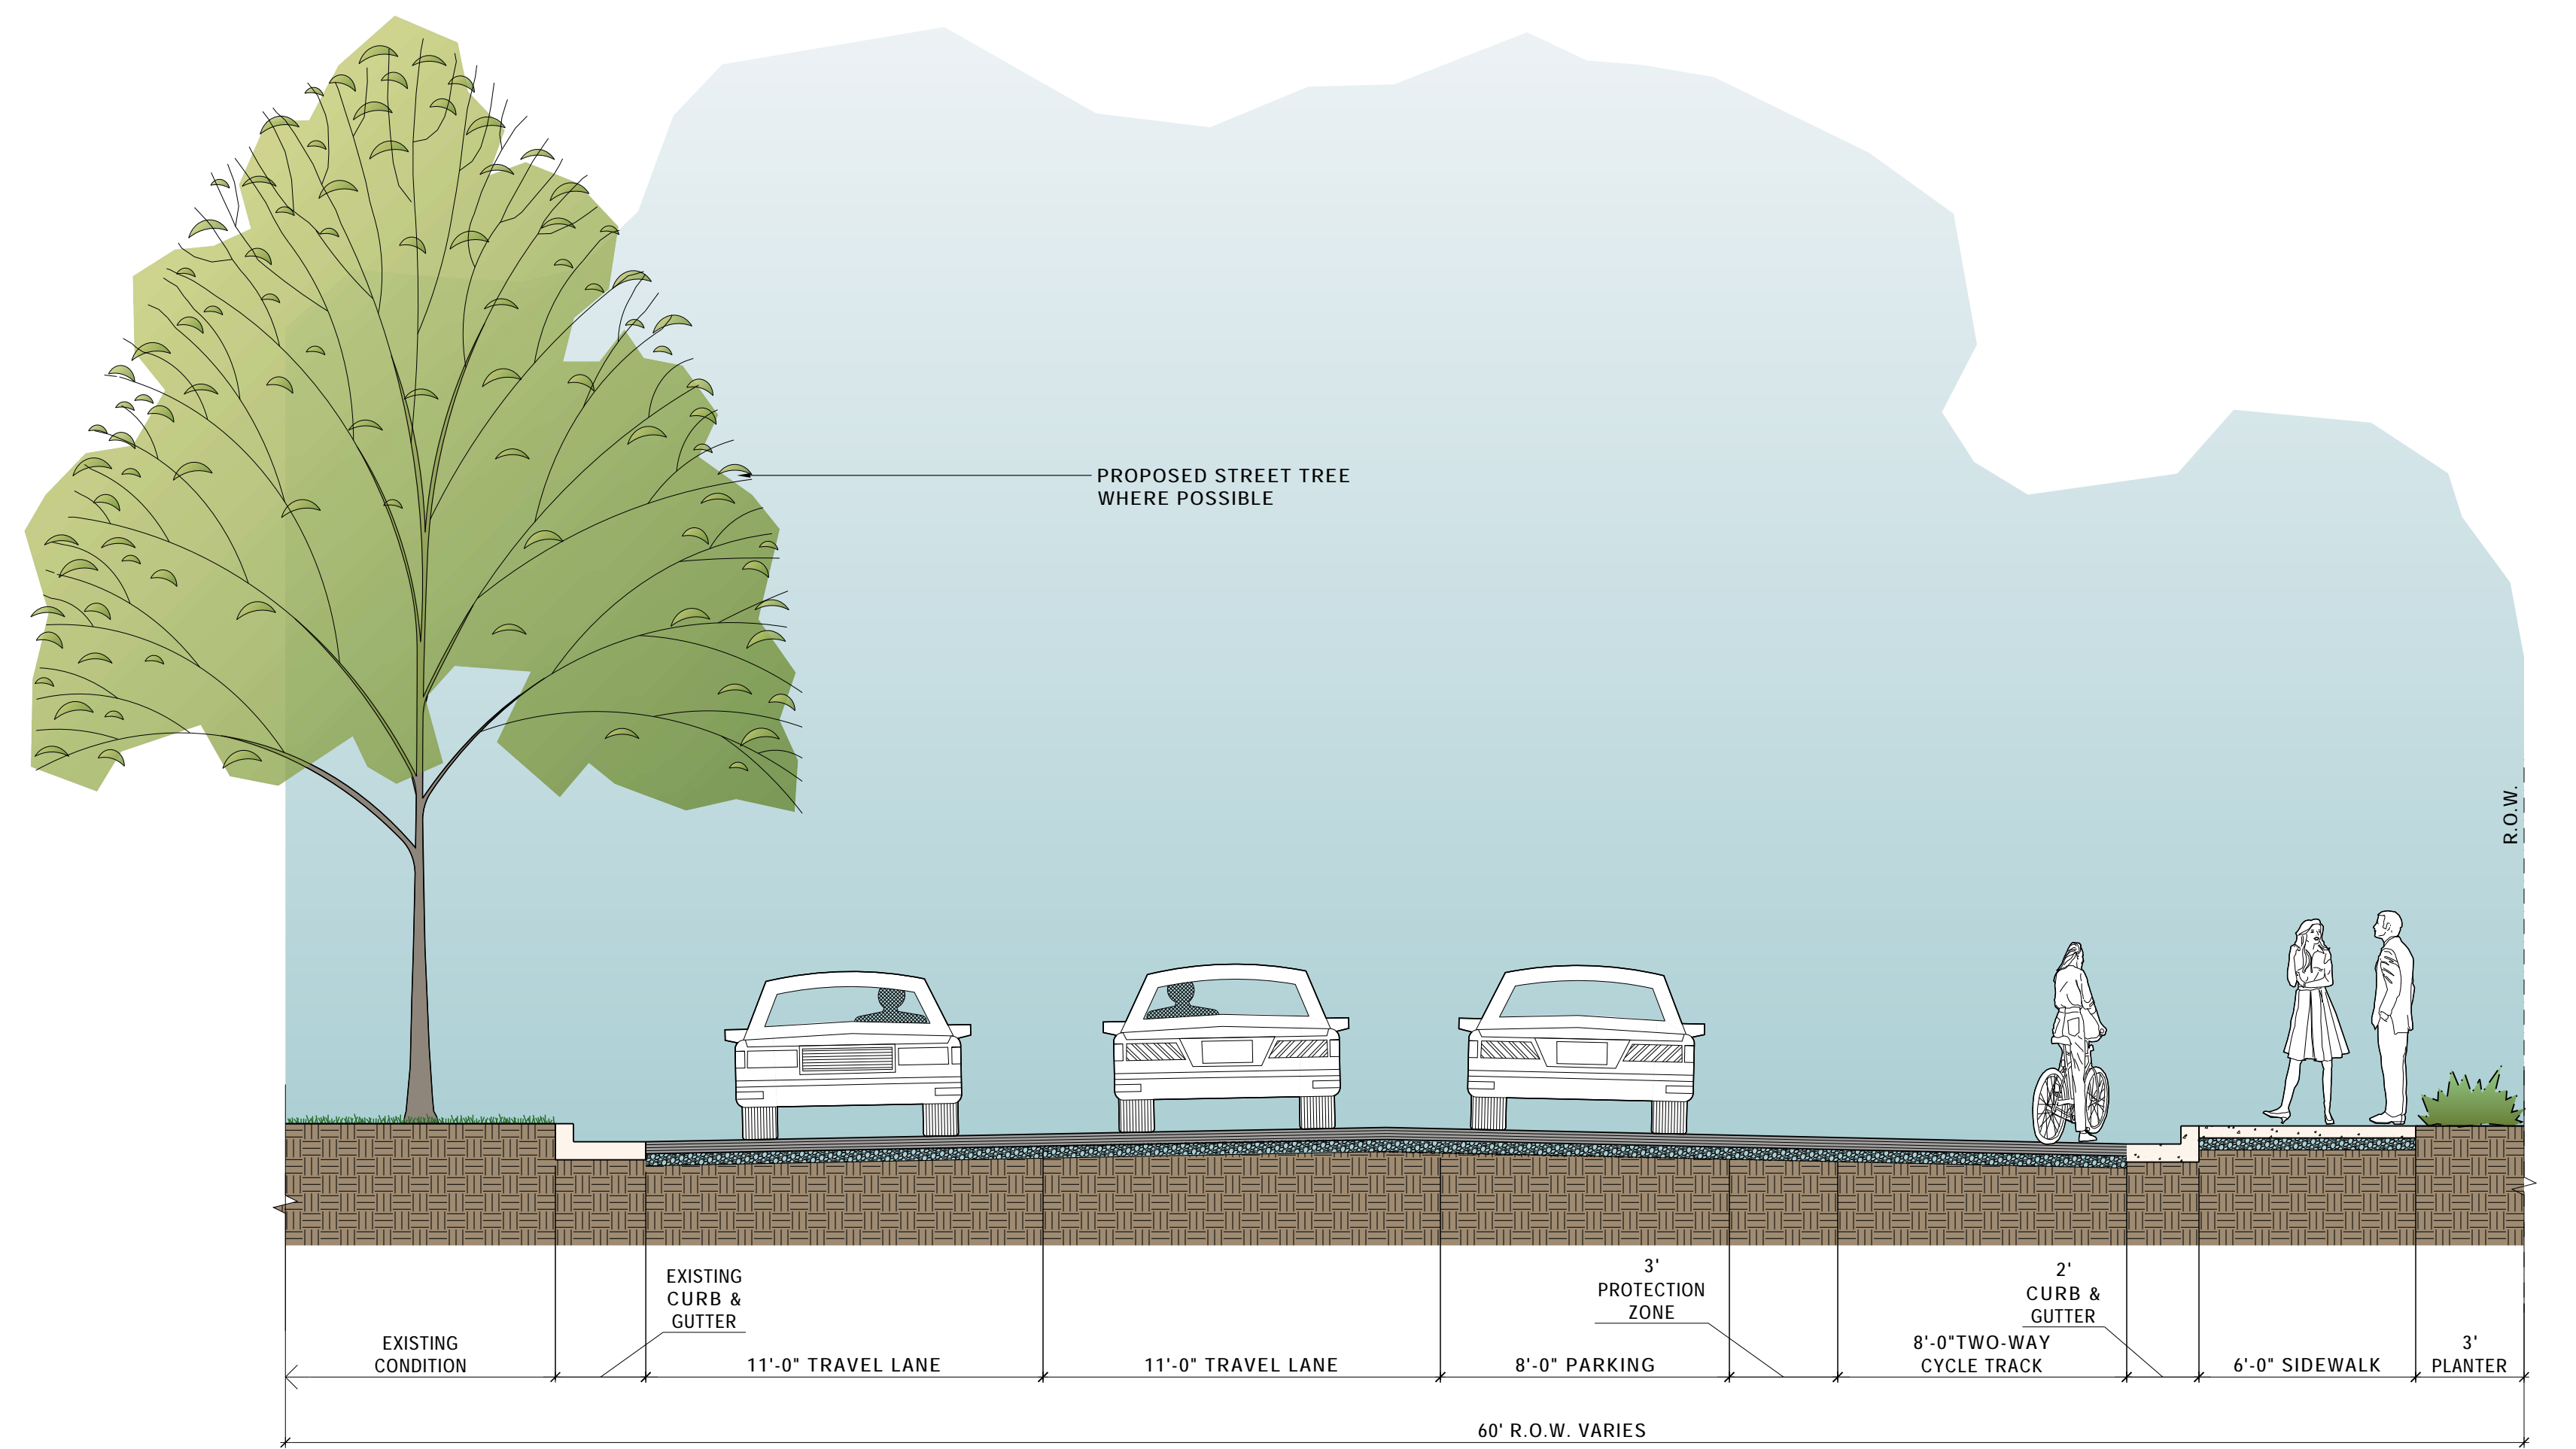 PROPOSED STREET TREE
WHERE POSSIBLE
R.O.W.
EXISTING
CONDITION
EXISTING
CURB &
GUTTER
11'-0" TRAVEL LANE
11'-0" TRAVEL LANE
8'-0" PARKING
3'
PROTECTION
ZONE
8'-0"TWO-WAY
CYCLE TRACK
2'
CURB &
GUTTER
6'-0" SIDEWALK
3'
PLANTER
60' R.O.W. VARIES